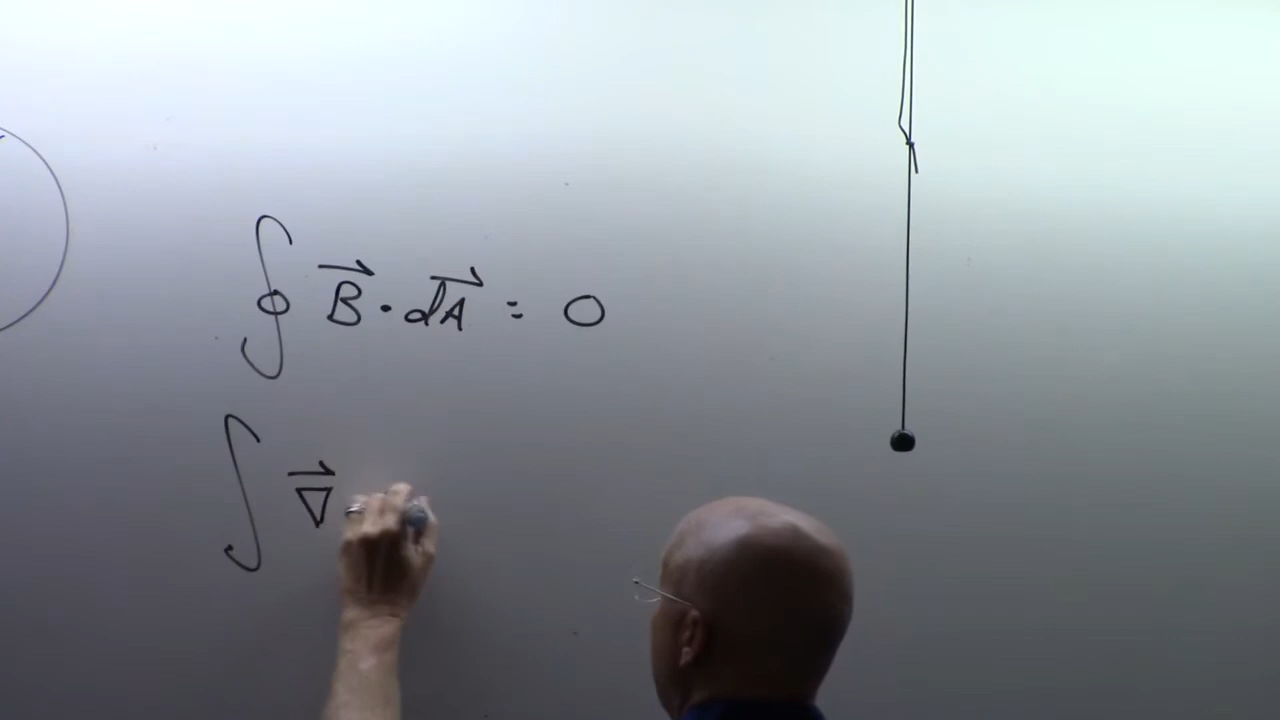 ∮ B⃗ · dA⃗ = 0
∫ ∇⃗